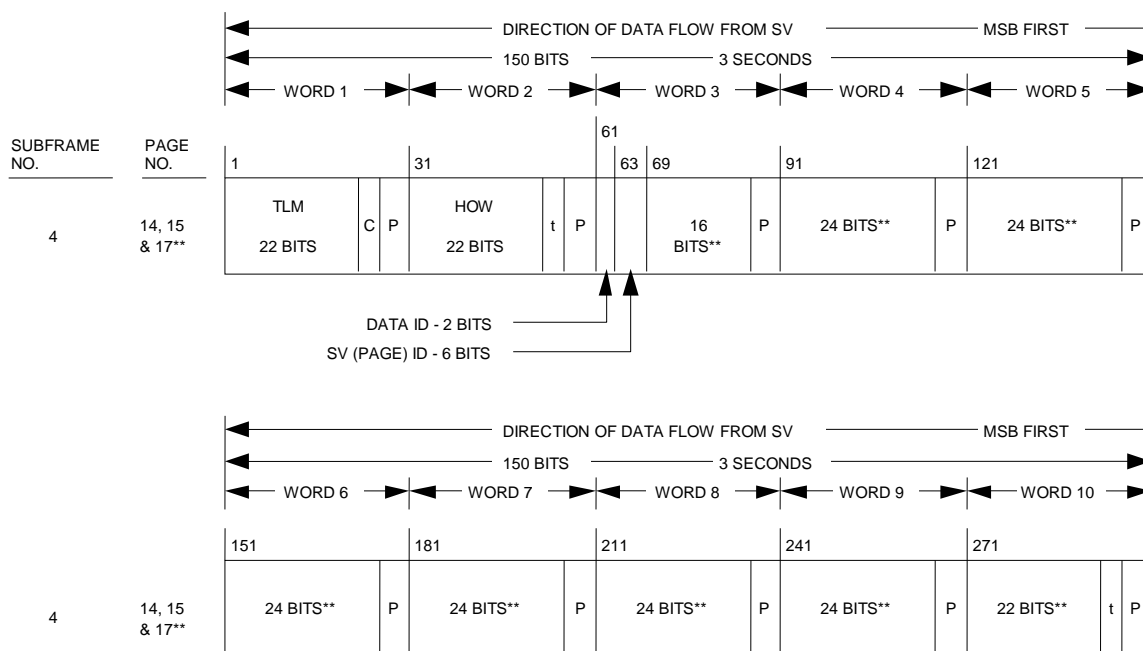 DIRECTION OF DATA FLOW FROM SV MSB FIRST
150 BITS 3 SECONDS
WORD 1 WORD 2 WORD 3 WORD 4 WORD 5
SUBFRAME NO. PAGE NO.
1 31 61 63 69 91 121
4
14, 15 & 17**
TLM 22 BITS
C
P
HOW 22 BITS
t
P
16 BITS**
P
24 BITS**
P
24 BITS**
P
DATA ID - 2 BITS
SV (PAGE) ID - 6 BITS
DIRECTION OF DATA FLOW FROM SV MSB FIRST
150 BITS 3 SECONDS
WORD 6 WORD 7 WORD 8 WORD 9 WORD 10
151 181 211 241 271
4
14, 15 & 17**
24 BITS**
P
24 BITS**
P
24 BITS**
P
24 BITS**
P
22 BITS**
t
P